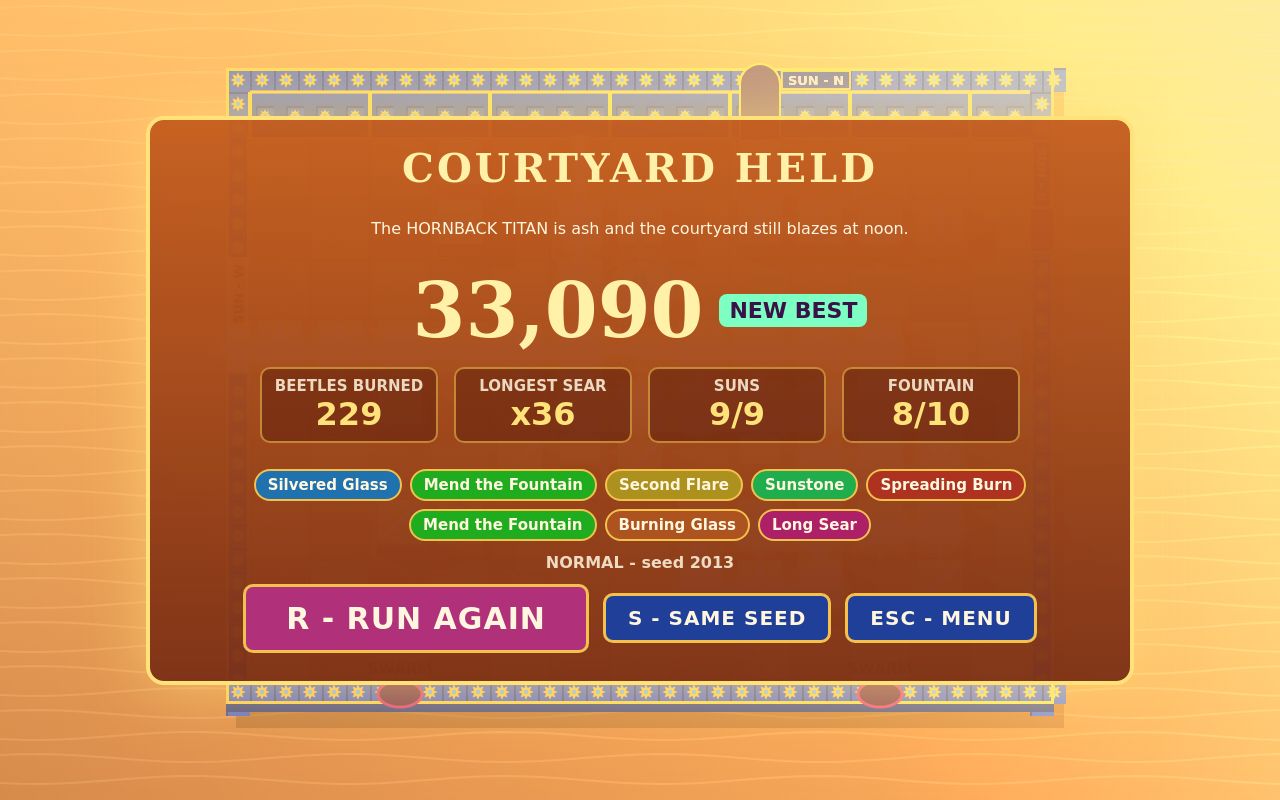 SUN - N
COURTYARD HELD
The HORNBACK TITAN is ash and the courtyard still blazes at noon.
SUN - W
33,090 NEW BEST
BEETLES BURNED LONGEST SEAR SUNS FOUNTAIN
229 x36 9/9 8/10
Silvered Glass Mend the Fountain Second Flare Sunstone Spreading Burn
Mend the Fountain Burning Glass Long Sear
NORMAL - seed 2013
R - RUN AGAIN S - SAME SEED ESC - MENU